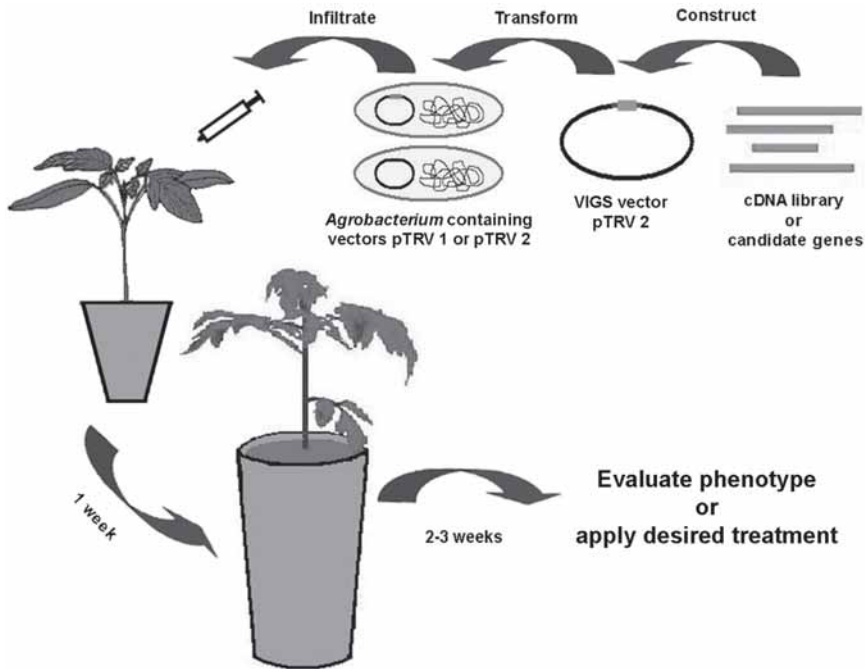 Infiltrate
Transform
Construct
Agrobacterium containing
vectors pTRV 1 or pTRV 2
VIGS vector
pTRV 2
cDNA library
or
candidate genes
1 week
2-3 weeks
Evaluate phenotype
or
apply desired treatment